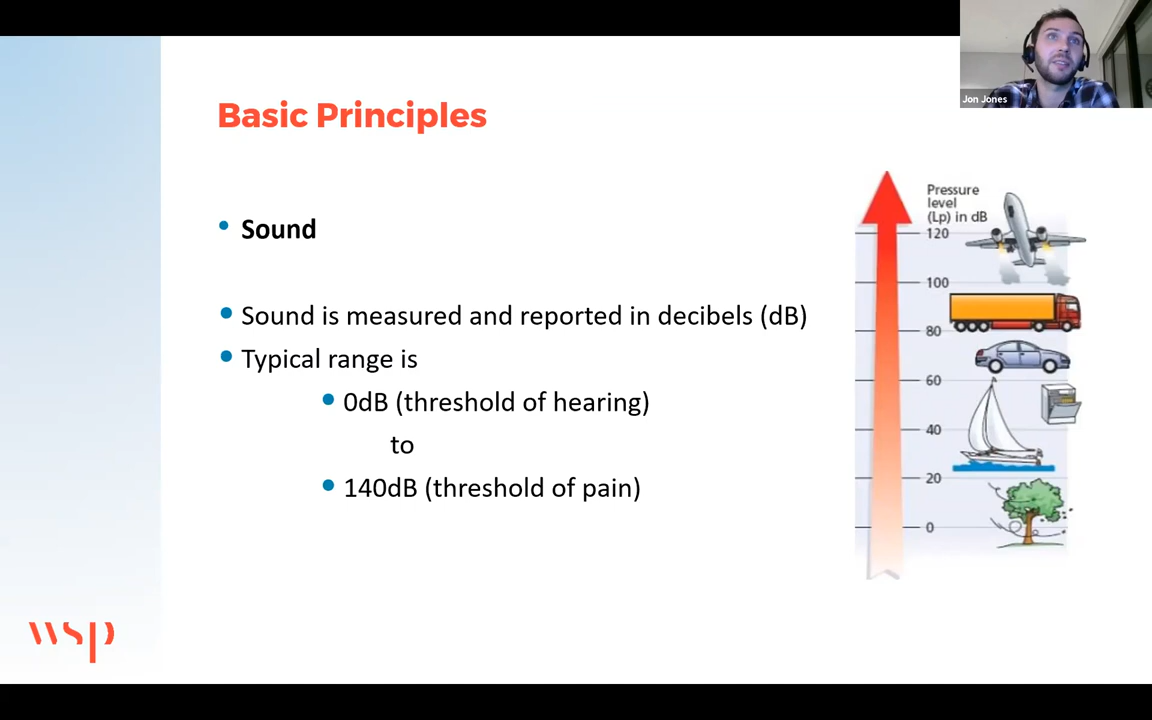 Jon Jones
Basic Principles
Sound
Sound is measured and reported in decibels (dB)
Typical range is
0dB (threshold of hearing)
to
140dB (threshold of pain)
Pressure
level
(Lp) in dB
120
100
80
60
40
20
0
wsp